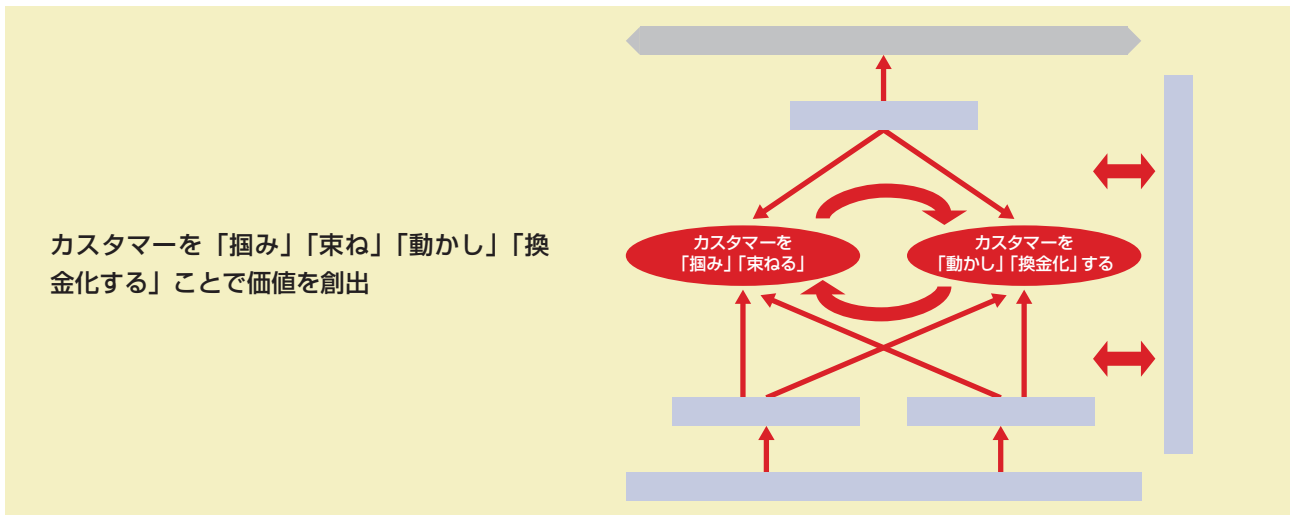 カスタマーを「掴み」「束ね」「動かし」「換
金化する」ことで価値を創出
カスタマーを
「掴み」「束ねる」
カスタマーを
「動かし」「換金化」する